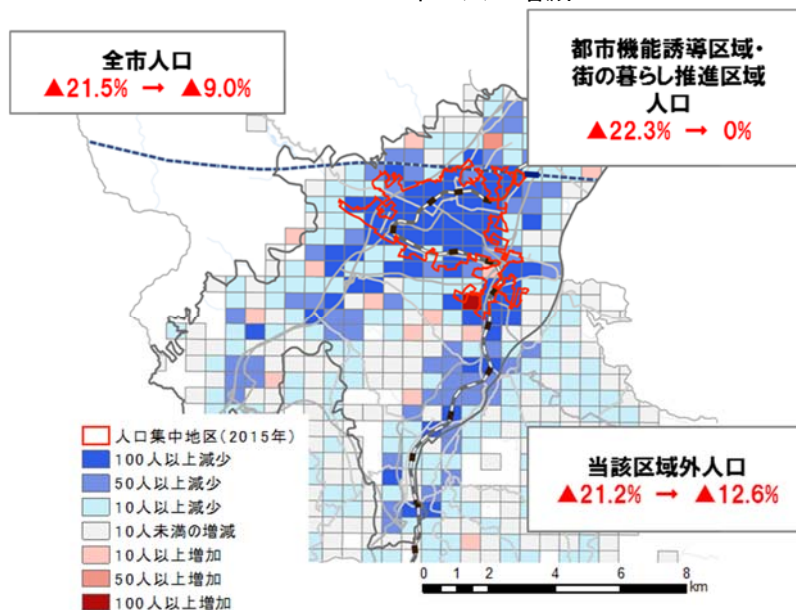 全市人口
▲21.5% → ▲9.0%
都市機能誘導区域・
街の暮らし推進区域
人口
▲22.3% → 0%
当該区域外人口
▲21.2% → ▲12.6%
人口集中地区(2015年)
100人以上減少
50人以上減少
10人以上減少
10人未満の増減
10人以上増加
50人以上増加
100人以上増加
0 1 2 4 6 8
km